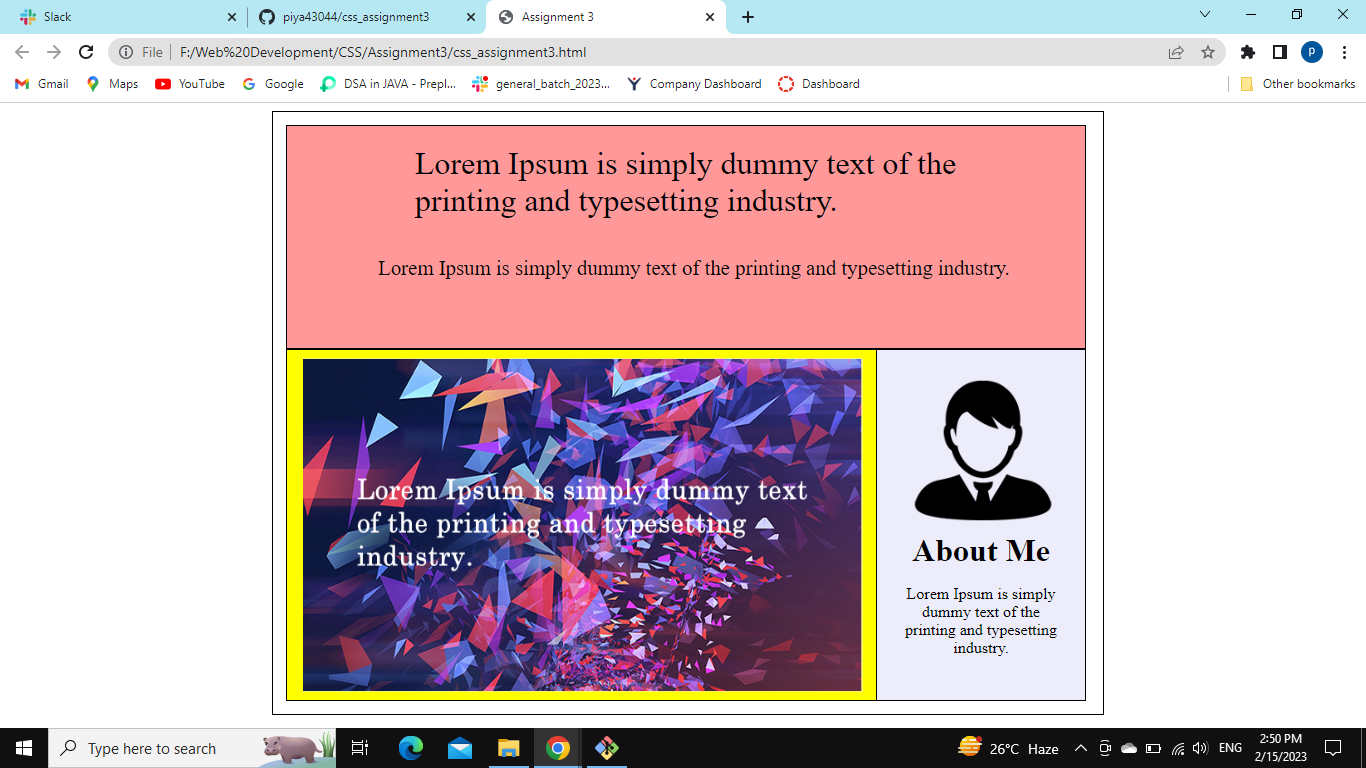 Slack
piya43044/css_assignment3
Assignment 3
File
F:/Web%20Development/CSS/Assignment3/css_assignment3.html
P
Gmail
Maps
YouTube
Google
DSA in JAVA - Prepl...
general_batch_2023...
Company Dashboard
Dashboard
Other bookmarks
Lorem Ipsum is simply dummy text of the
printing and typesetting industry.
Lorem Ipsum is simply dummy text of the printing and typesetting industry.
Lorem Ipsum is simply dummy text
of the printing and typesetting
industry.
About Me
Lorem Ipsum is simply
dummy text of the
printing and typesetting
industry.
Type here to search
26°C Haze
ENG
2:50 PM
2/15/2023